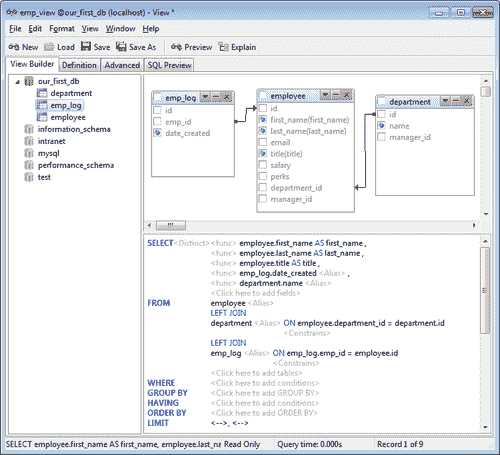 emp_view @our_first_db (localhost) - View *
File Edit Format View Window Help
New Load Save Save As Preview Explain
View Builder Definition Advanced SQL Preview
our_first_db
department
emp_log
employee
information_schema
intranet
mysql
performance_schema
test
emp_log
id
emp_id
date_created
employee
id
first_name(first_name)
last_name(last_name)
email
title(title)
salary
perks
department_id
manager_id
department
id
name
manager_id
SELECT <Distinct> <func> employee.first_name AS first_name ,
<func> employee.last_name AS last_name ,
<func> employee.title AS title ,
<func> emp_log.date_created <Alias> ,
<func> department.name <Alias>
<Click here to add fields>
FROM employee <Alias>
LEFT JOIN
department <Alias> ON employee.department_id = department.id
<Constrains>
LEFT JOIN
emp_log <Alias> ON emp_log.emp_id = employee.id
<Constrains>
<Click here to add tables>
WHERE <Click here to add conditions>
GROUP BY <Click here to add GROUP BY>
HAVING <Click here to add conditions>
ORDER BY <Click here to add ORDER BY>
LIMIT <-->, <-->
SELECT employee.first_name AS first_name, employee.last_na Read Only Query time: 0.000s Record 1 of 9